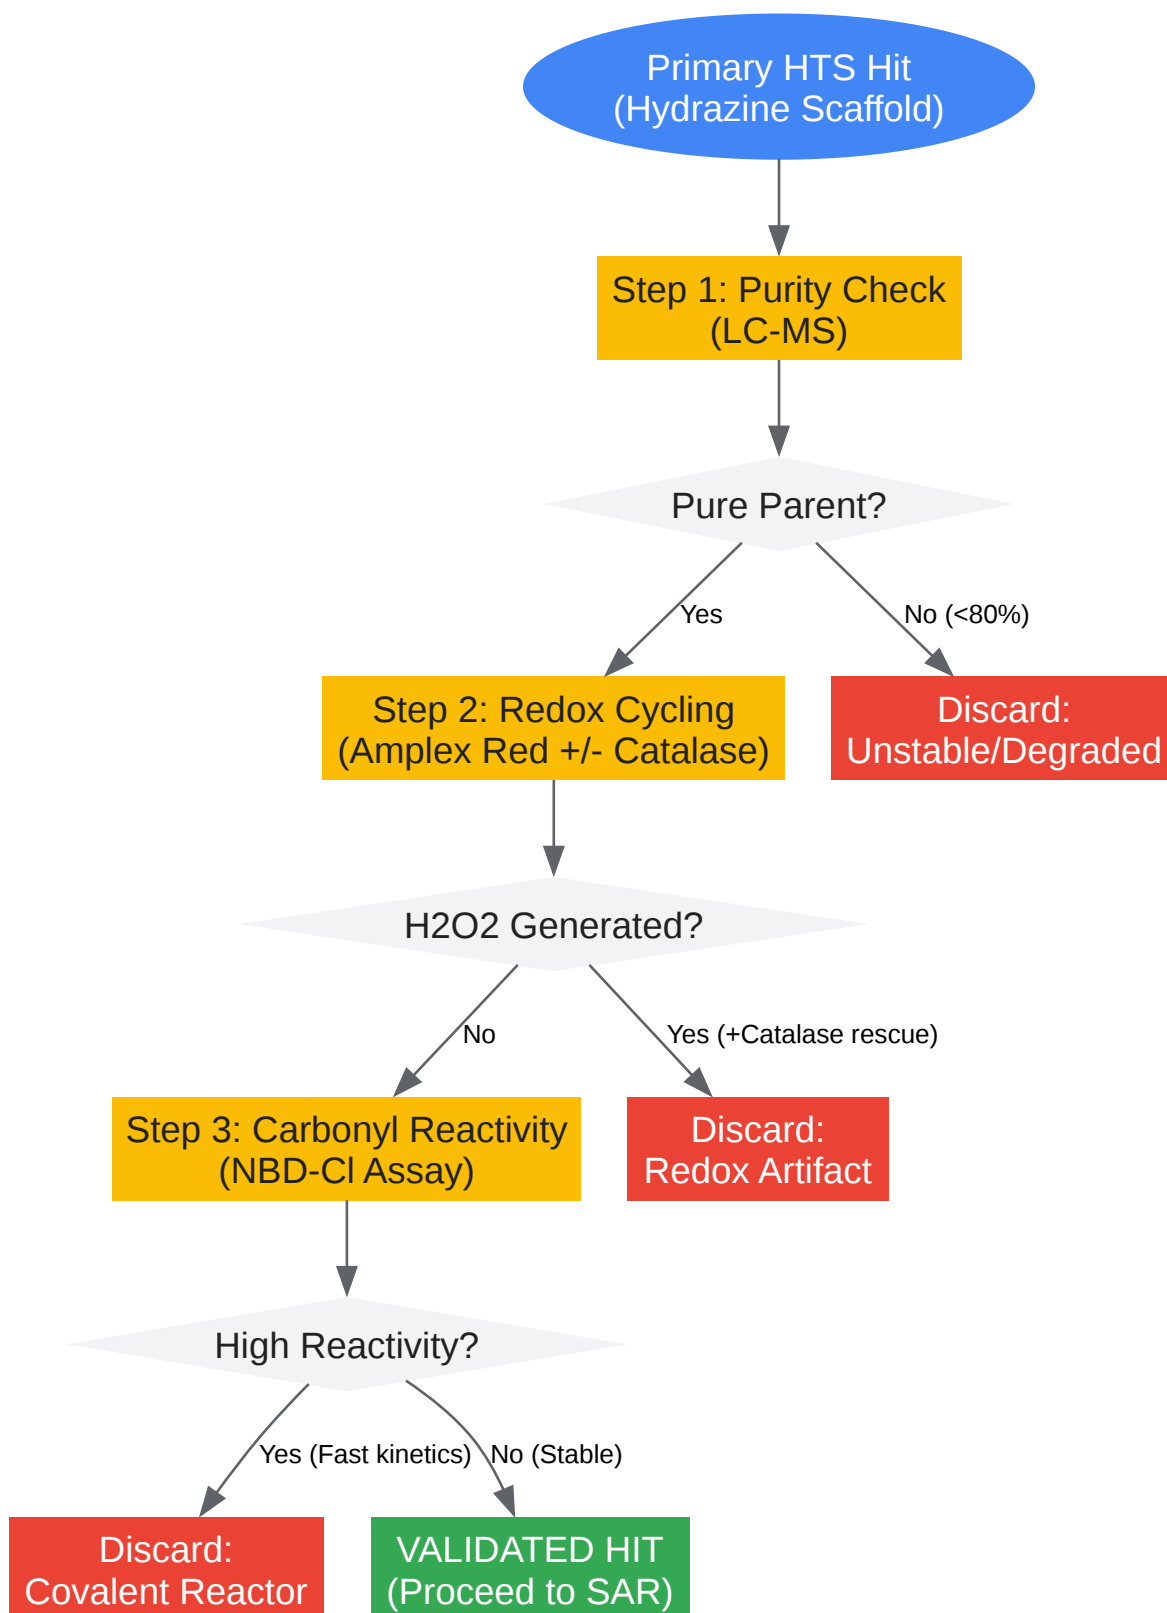 Primary HTS Hit
(Hydrazine Scaffold)
Step 1: Purity Check
(LC-MS)
Pure Parent?
Yes
No (<80%)
Step 2: Redox Cycling
(Amplex Red +/- Catalase)
Discard:
Unstable/Degraded
H2O2 Generated?
No
Yes (+Catalase rescue)
Step 3: Carbonyl Reactivity
(NBD-Cl Assay)
Discard:
Redox Artifact
High Reactivity?
Yes (Fast kinetics)
No (Stable)
Discard:
Covalent Reactor
VALIDATED HIT
(Proceed to SAR)